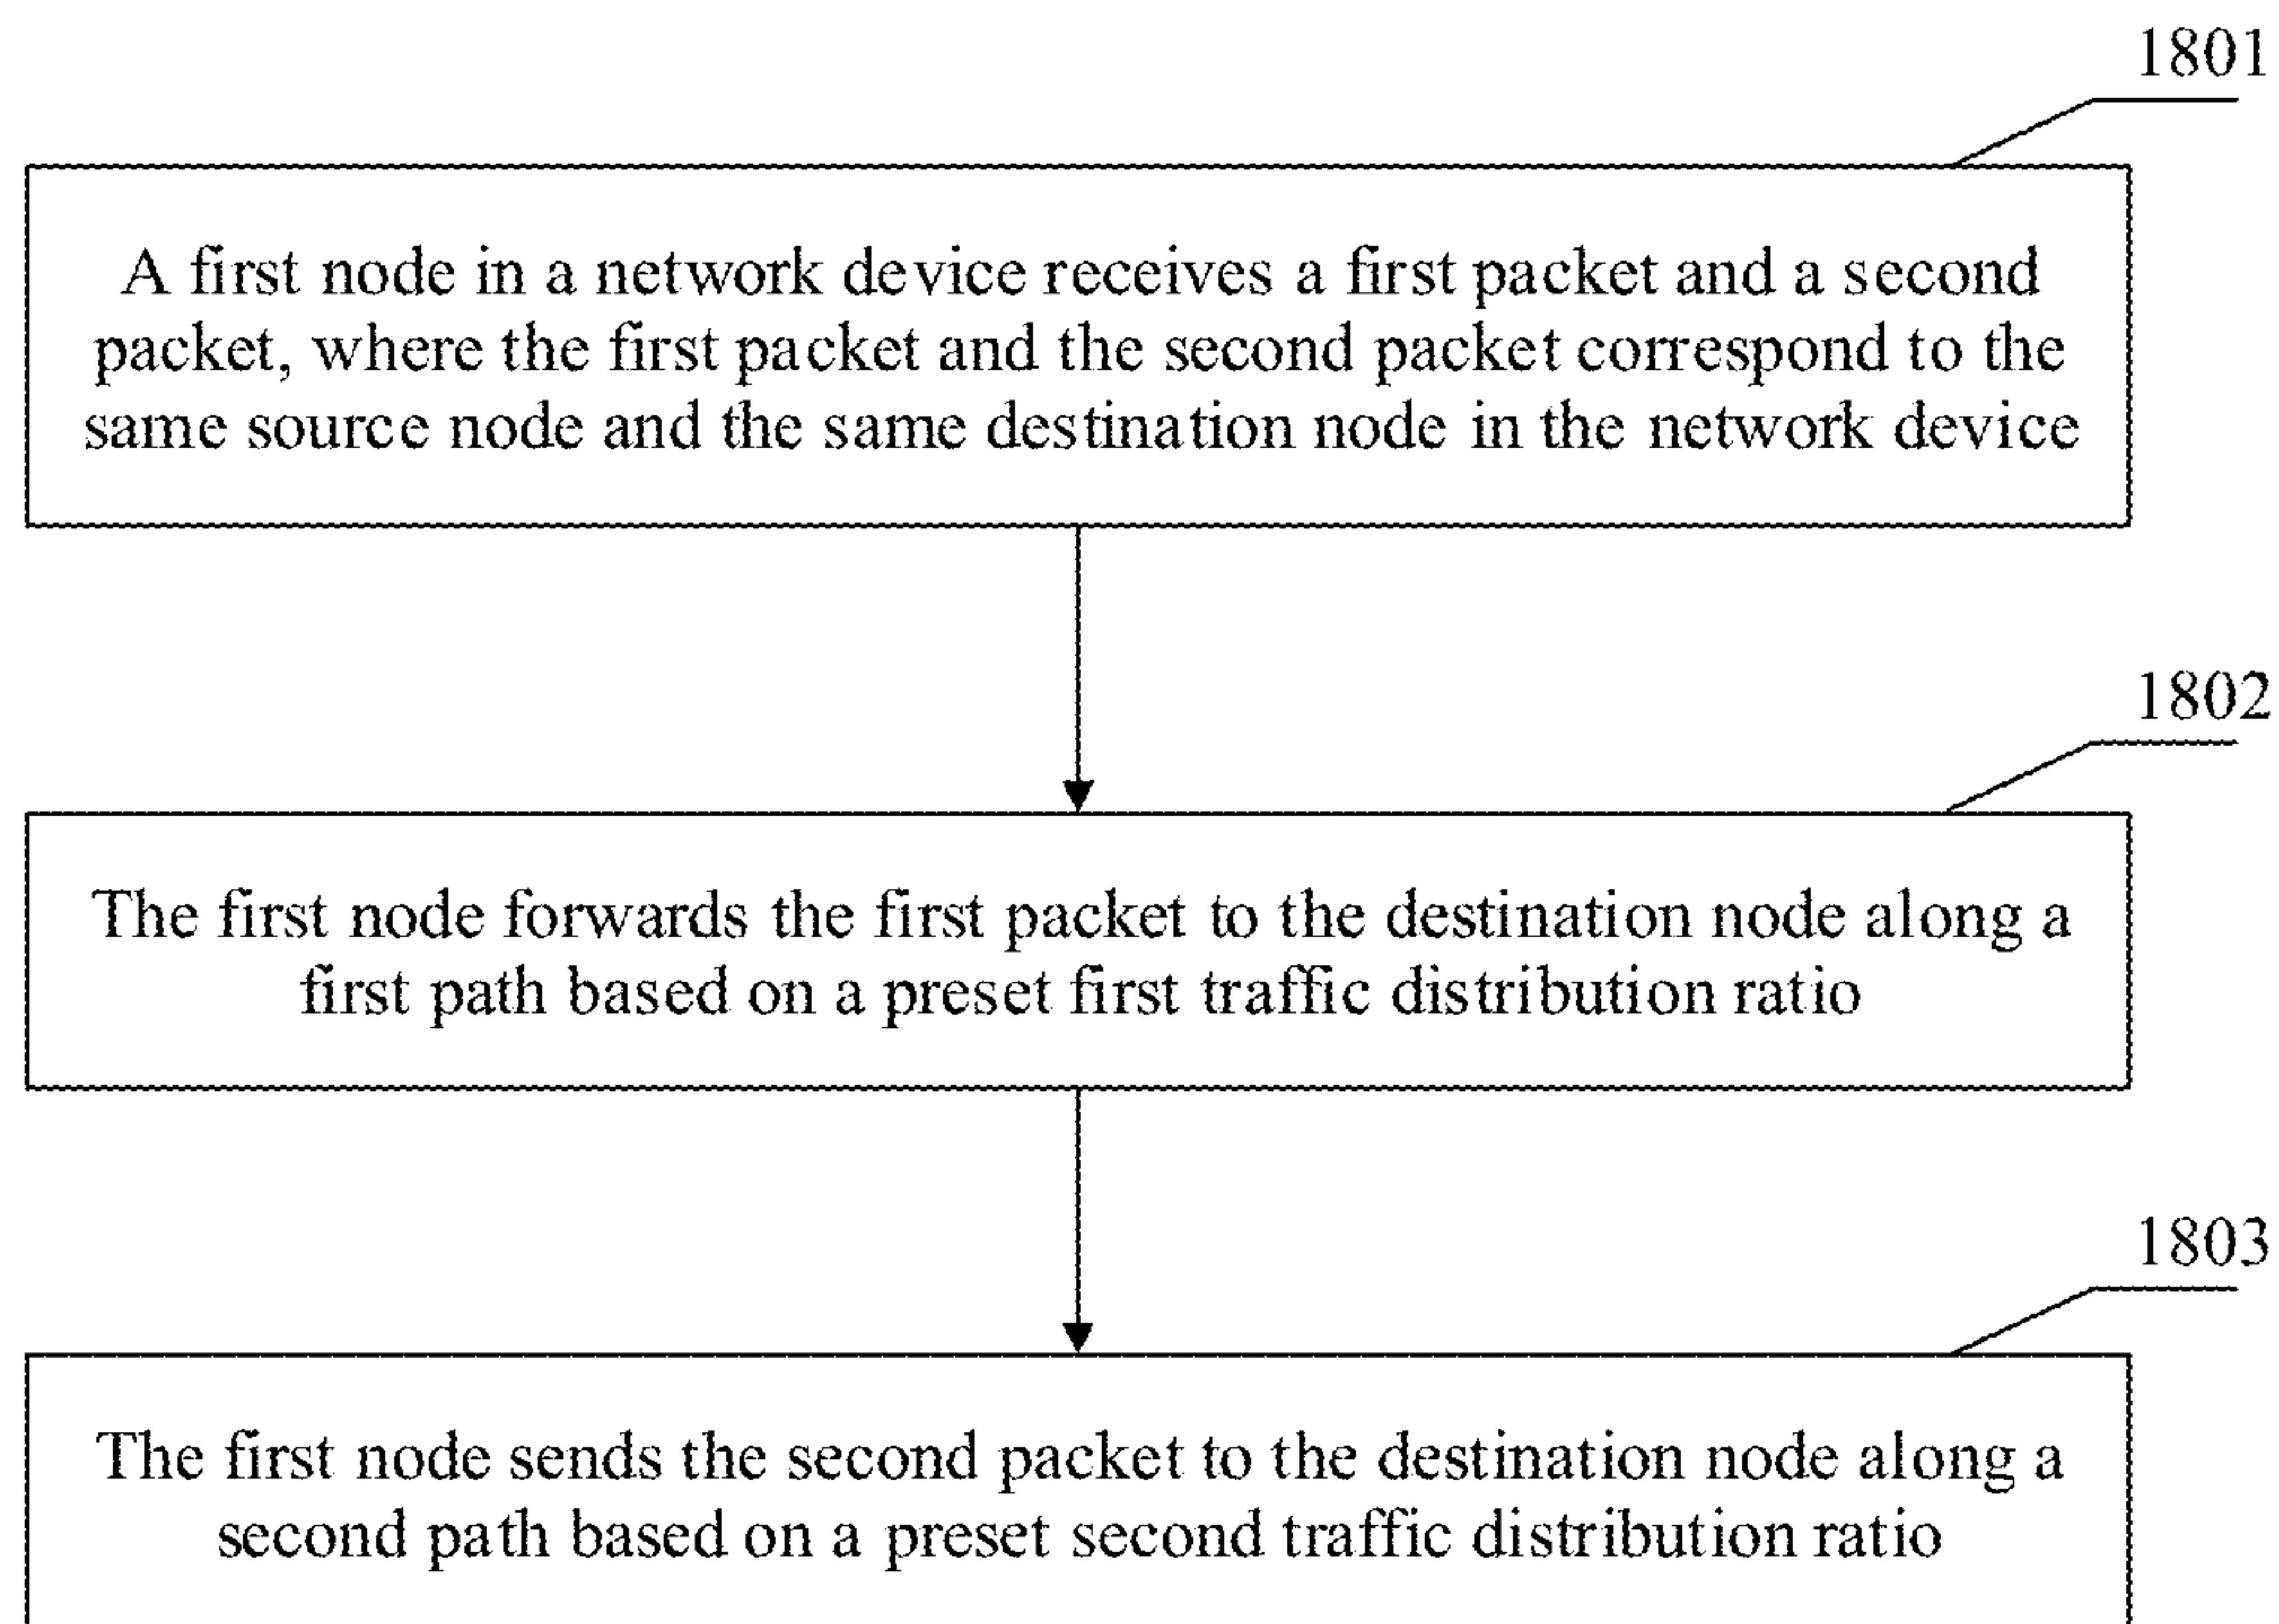 1801
A first node in a network device receives a first packet and a second
packet, where the first packet and the second packet correspond to the
same source node and the same destination node in the network device
1802
The first node forwards the first packet to the destination node along a
first path based on a preset first traffic distribution ratio
1803
The first node sends the second packet to the destination node along a
second path based on a preset second traffic distribution ratio